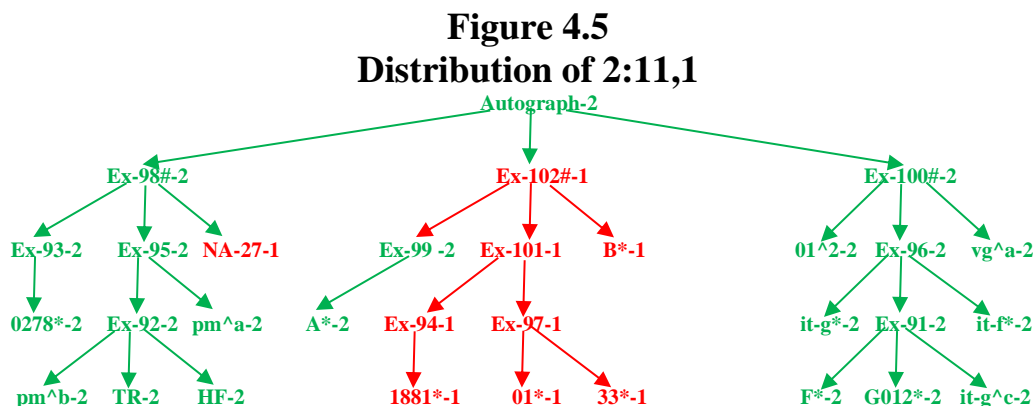 Figure 4.5
Distribution of 2:11,1
Autograph-2
Ex-98#-2 Ex-102#-1 Ex-100#-2
Ex-93-2 Ex-95-2 NA-27-1 Ex-99 -2 Ex-101-1 B*-1 01^2-2 Ex-96-2 vg^a-2
0278*-2 Ex-92-2 pm^a-2 A*-2 Ex-94-1 Ex-97-1 it-g*-2 Ex-91-2 it-f*-2
pm^b-2 TR-2 HF-2 1881*-1 01*-1 33*-1 F*-2 G012*-2 it-g^c-2